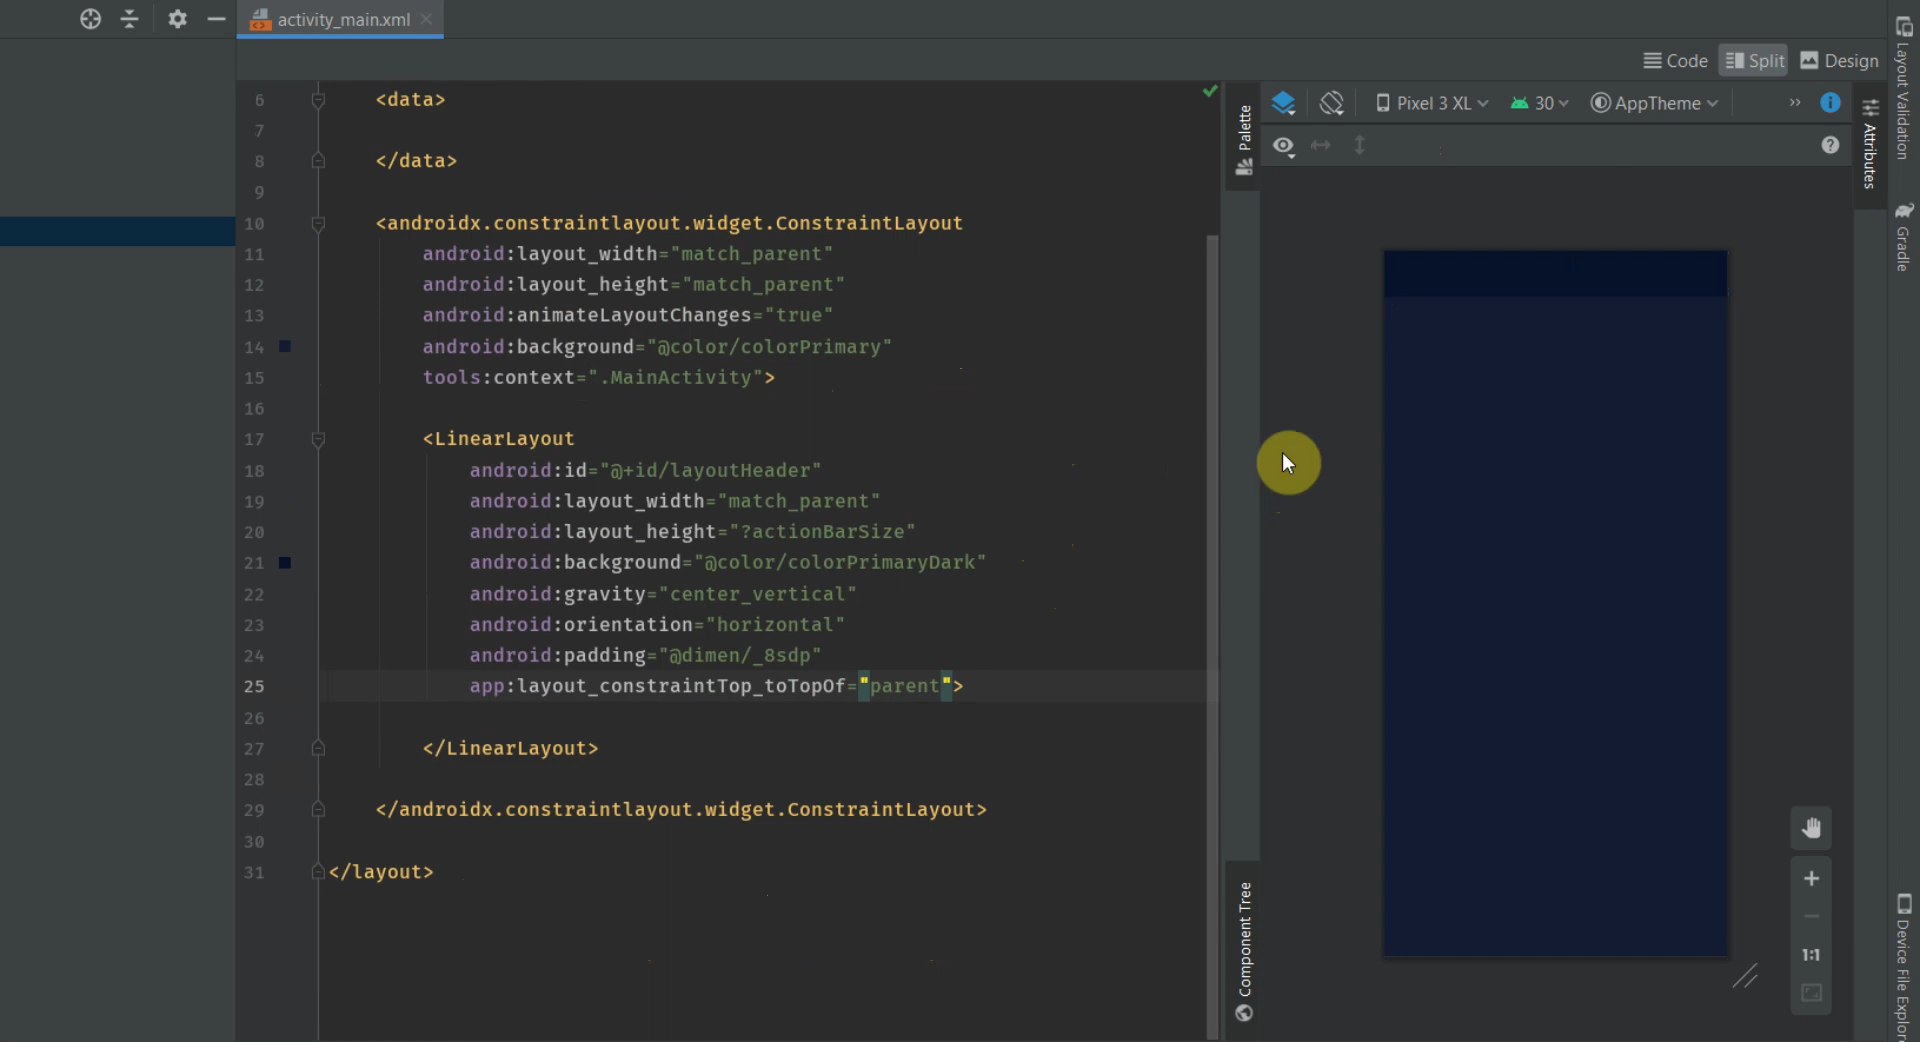 activity_main.xml
Code
Split
Design
6 <data>
7
8 </data>
9
10 <androidx.constraintlayout.widget.ConstraintLayout
11 android:layout_width="match_parent"
12 android:layout_height="match_parent"
13 android:animateLayoutChanges="true"
14 android:background="@color/colorPrimary"
15 tools:context=".MainActivity">
16
17 <LinearLayout
18 android:id="@+id/layoutHeader"
19 android:layout_width="match_parent"
20 android:layout_height="?actionBarSize"
21 android:background="@color/colorPrimaryDark"
22 android:gravity="center_vertical"
23 android:orientation="horizontal"
24 android:padding="@dimen/_8sdp"
25 app:layout_constraintTop_toTopOf="parent">
26
27 </LinearLayout>
28
29 </androidx.constraintlayout.widget.ConstraintLayout>
30
31 </layout>
Palette
Component Tree
Pixel 3 XL
30
AppTheme
1:1
Attributes
Layout Validation
Gradle
Device File Explor